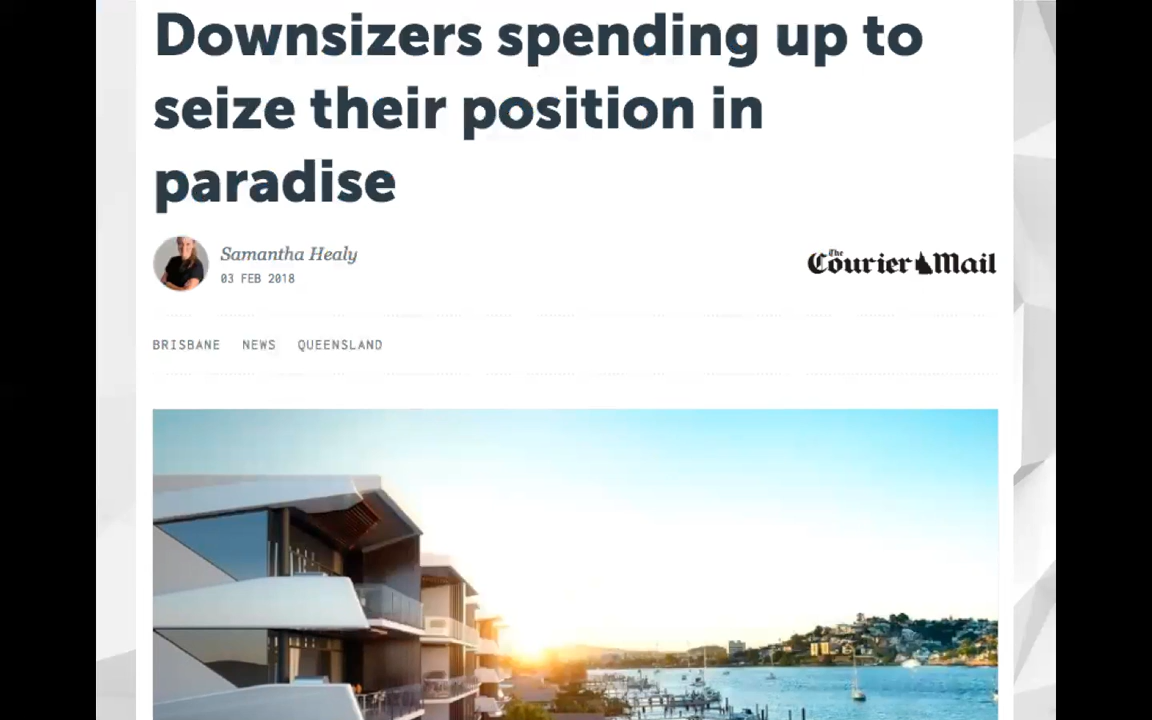 Downsizers spending up to
seize their position in
paradise
Samantha Healy
03 FEB 2018
The Courier Mail
BRISBANE NEWS QUEENSLAND